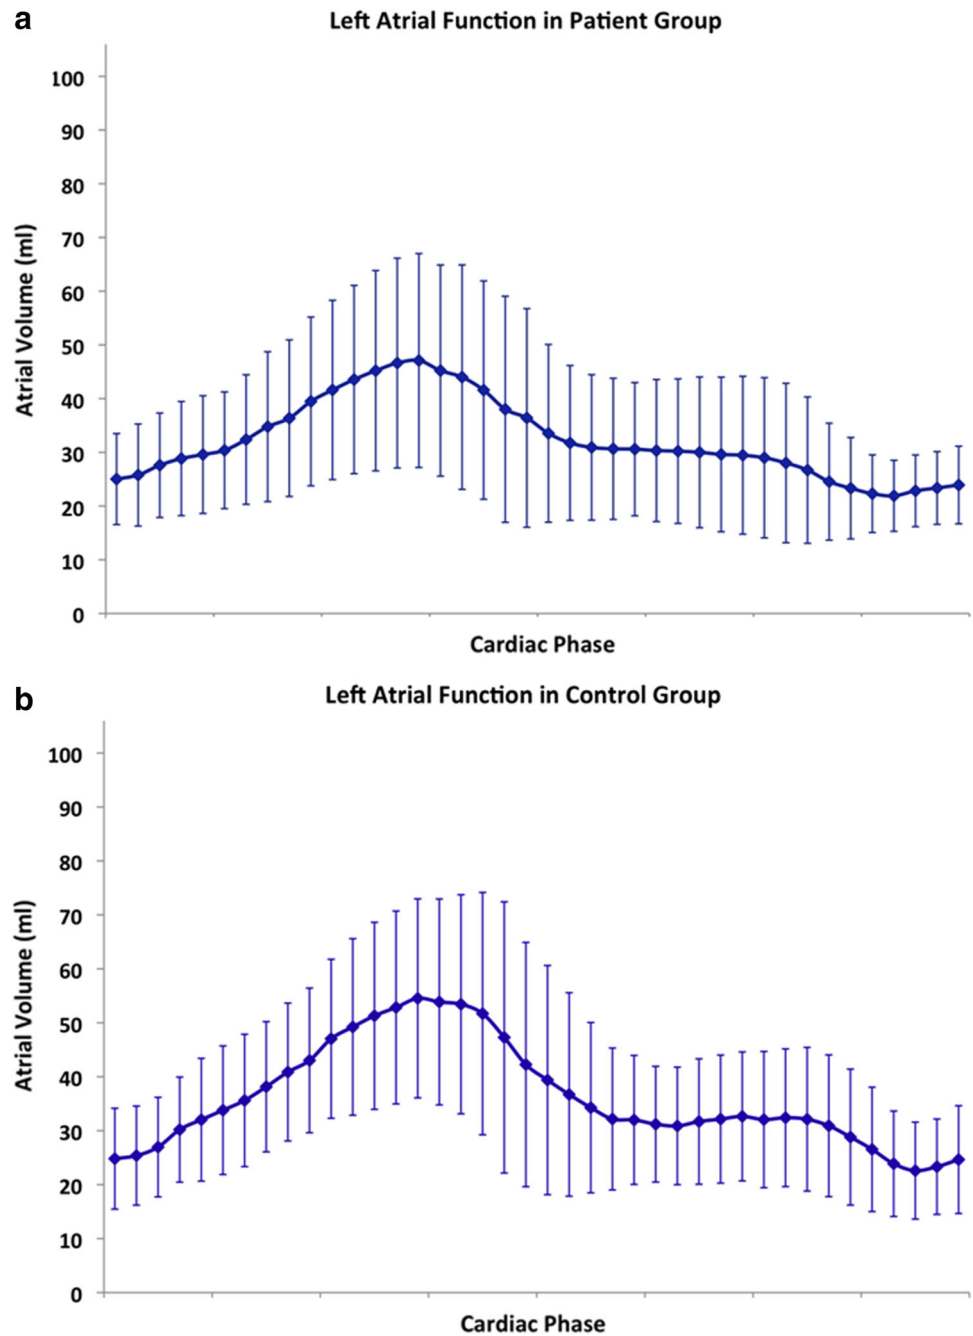 a
Left Atrial Function in Patient Group
100
90
80
70
60
50
40
30
20
10
0
Atrial Volume (ml)
Cardiac Phase
b
Left Atrial Function in Control Group
100
90
80
70
60
50
40
30
20
10
0
Atrial Volume (ml)
Cardiac Phase